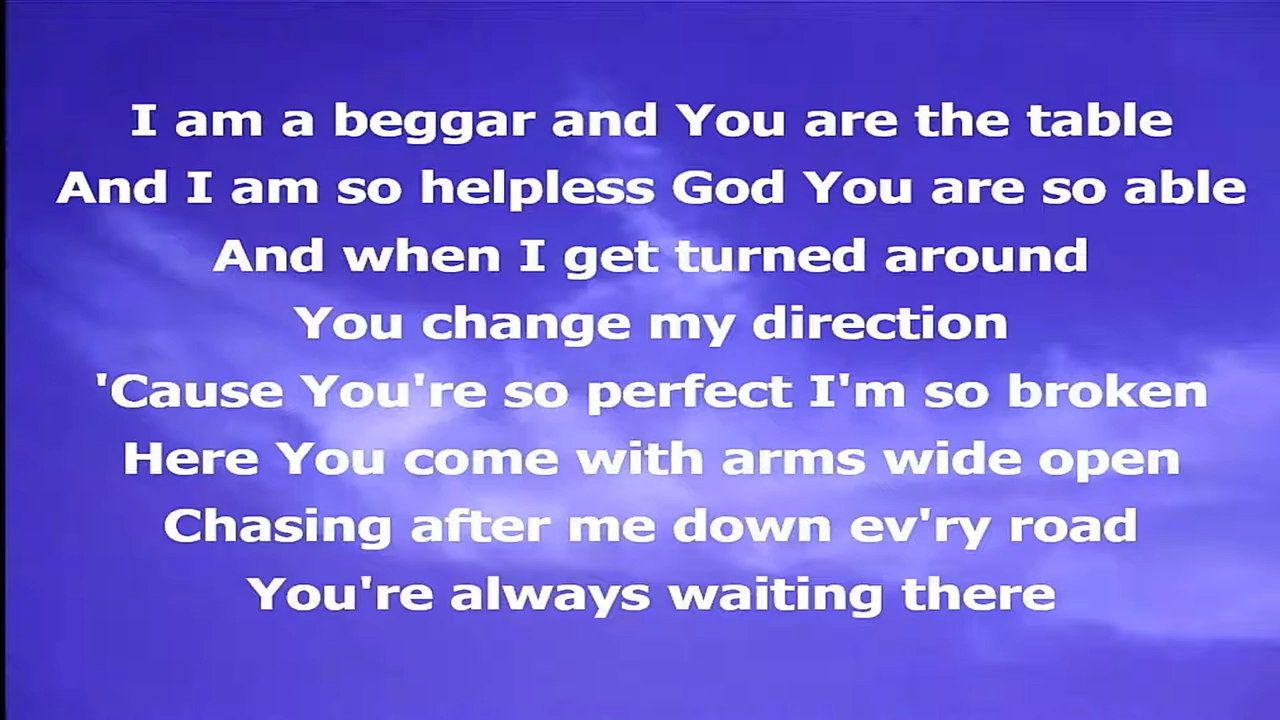 I am a beggar and You are the table
And I am so helpless God You are so able
And when I get turned around
You change my direction
'Cause You're so perfect I'm so broken
Here You come with arms wide open
Chasing after me down ev'ry road
You're always waiting there